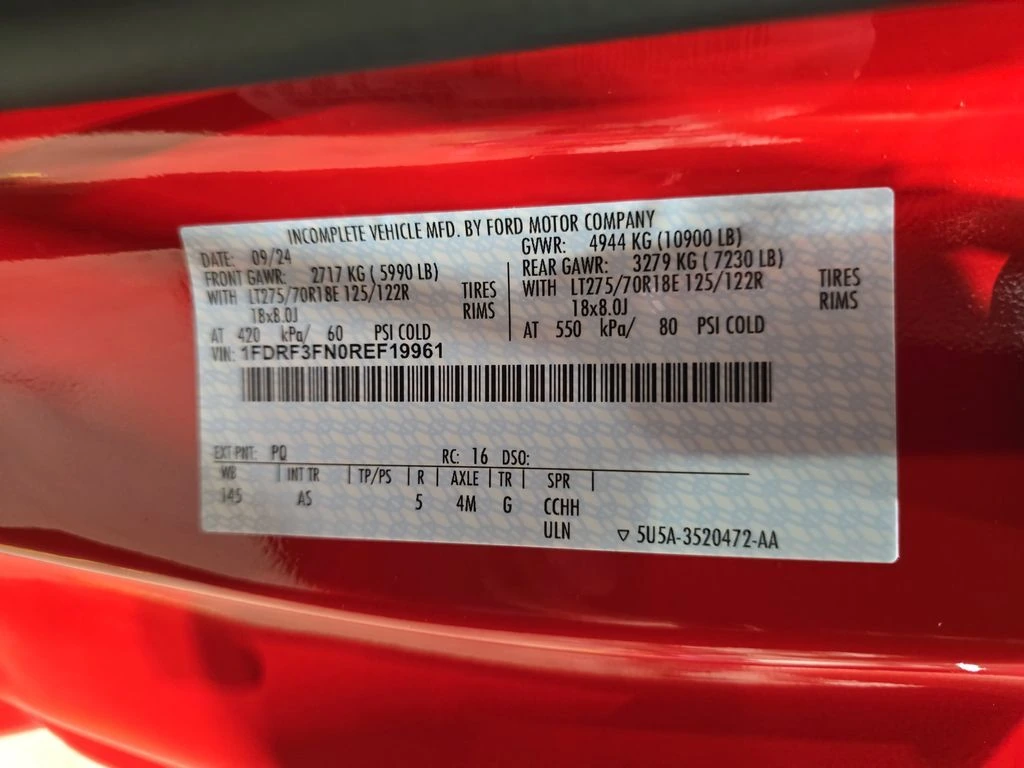 INCOMPLETE VEHICLE MFD. BY FORD MOTOR COMPANY
DATE: 09/24 GVWR: 4944 KG (10900 LB)
FRONT GAWR: 2717 KG ( 5990 LB) REAR GAWR: 3279 KG ( 7230 LB)
WITH LT275/70R18E 125/122R TIRES WITH LT275/70R18E 125/122R TIRES
18x8.0J RIMS 18x8.0J RIMS
AT 420 kPa/ 60 PSI COLD AT 550 kPa/ 80 PSI COLD
VIN: 1FDRF3FN0REF19961
EXT PNT: PQ RC: 16 DSO:
WB INT TR TP/PS R AXLE TR SPR
145 AS 5 4M G CCHH
ULN ▽ 5U5A-3520472-AA